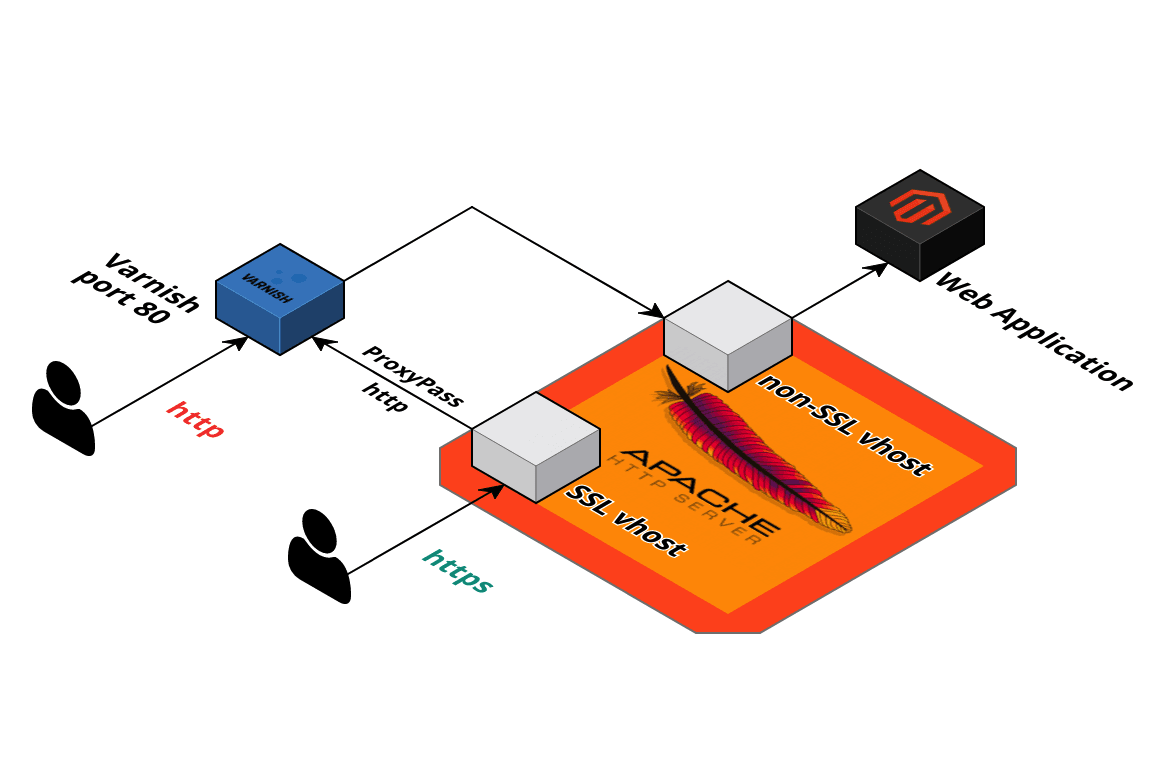 Varnish
port 80
VARNISH
http
ProxyPass
http
https
SSL vhost
non-SSL vhost
APACHE
HTTP SERVER
Web Application